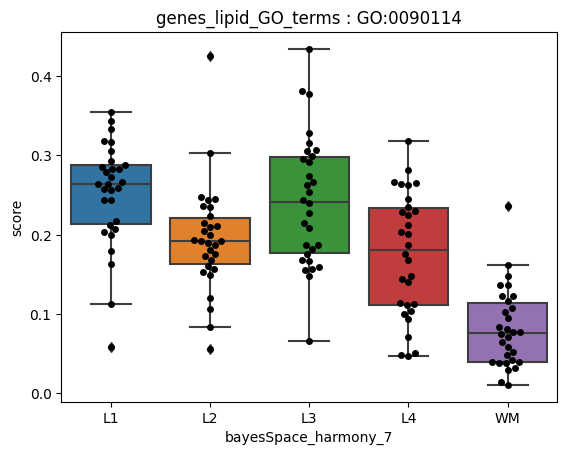 genes_lipid_GO_terms : GO:0090114
0.4
0.3
0.2
0.1
0.0
score
L1 L2 L3 L4 WM
bayesSpace_harmony_7